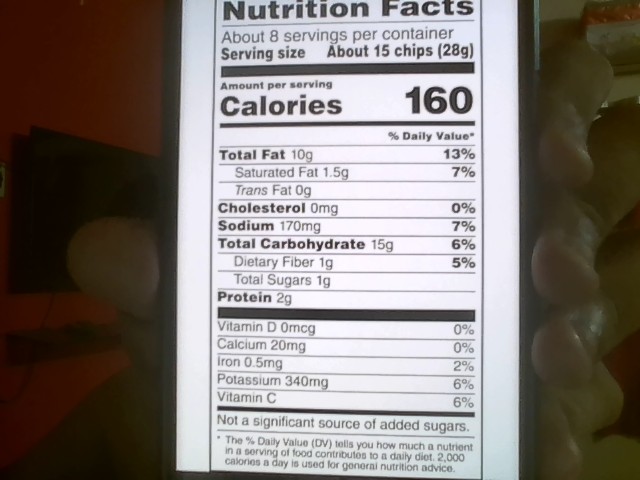 Nutrition Facts
About 8 servings per container
Serving size About 15 chips (28g)
Amount per serving
Calories 160
% Daily Value*
Total Fat 10g 13%
Saturated Fat 1.5g 7%
Trans Fat 0g
Cholesterol 0mg 0%
Sodium 170mg 7%
Total Carbohydrate 15g 6%
Dietary Fiber 1g 5%
Total Sugars 1g
Protein 2g
Vitamin D 0mcg 0%
Calcium 20mg 0%
Iron 0.5mg 2%
Potassium 340mg 6%
Vitamin C 6%
Not a significant source of added sugars.
* The % Daily Value (DV) tells you how much a nutrient
in a serving of food contributes to a daily diet. 2,000
calories a day is used for general nutrition advice.